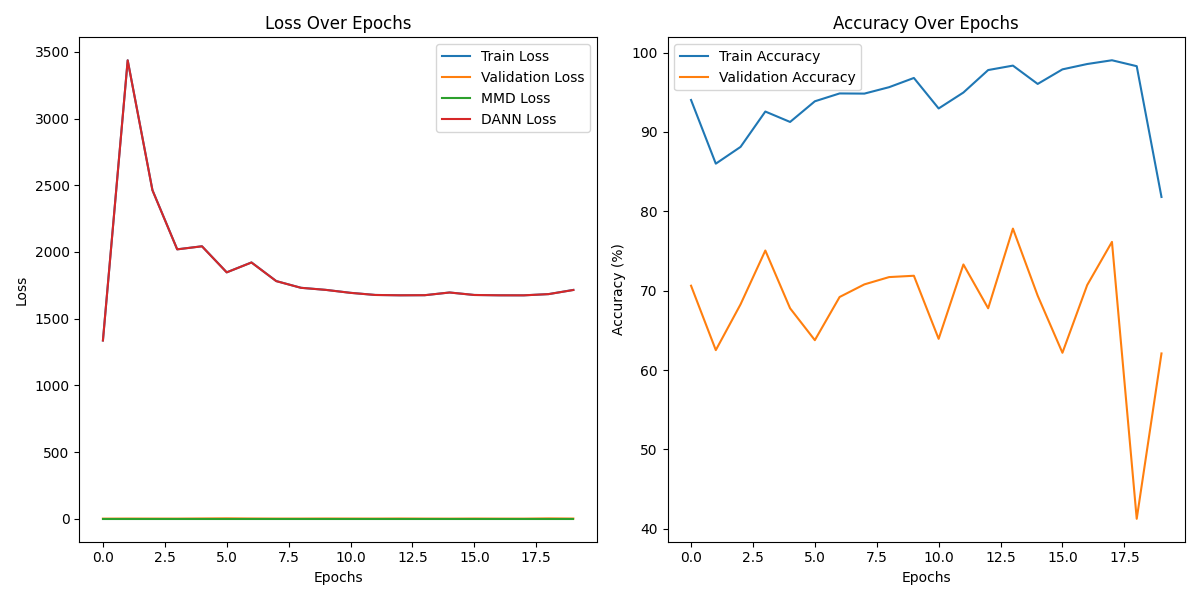 Loss Over Epochs
3500
3000
2500
2000
1500
1000
500
0
Loss
0.0 2.5 5.0 7.5 10.0 12.5 15.0 17.5
Epochs
Train Loss
Validation Loss
MMD Loss
DANN Loss
Accuracy Over Epochs
100
90
80
70
60
50
40
Accuracy (%)
0.0 2.5 5.0 7.5 10.0 12.5 15.0 17.5
Epochs
Train Accuracy
Validation Accuracy